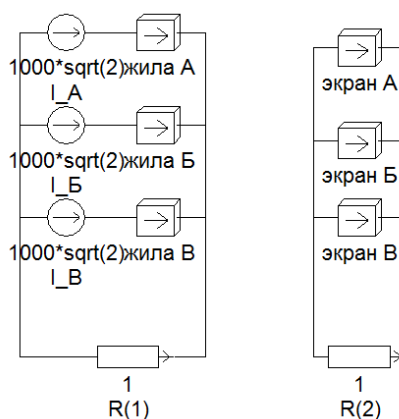 1000*sqrt(2)жила А
I_А
экран А
1000*sqrt(2)жила Б
I_Б
экран Б
1000*sqrt(2)жила В
I_В
экран В
1
R(1)
1
R(2)